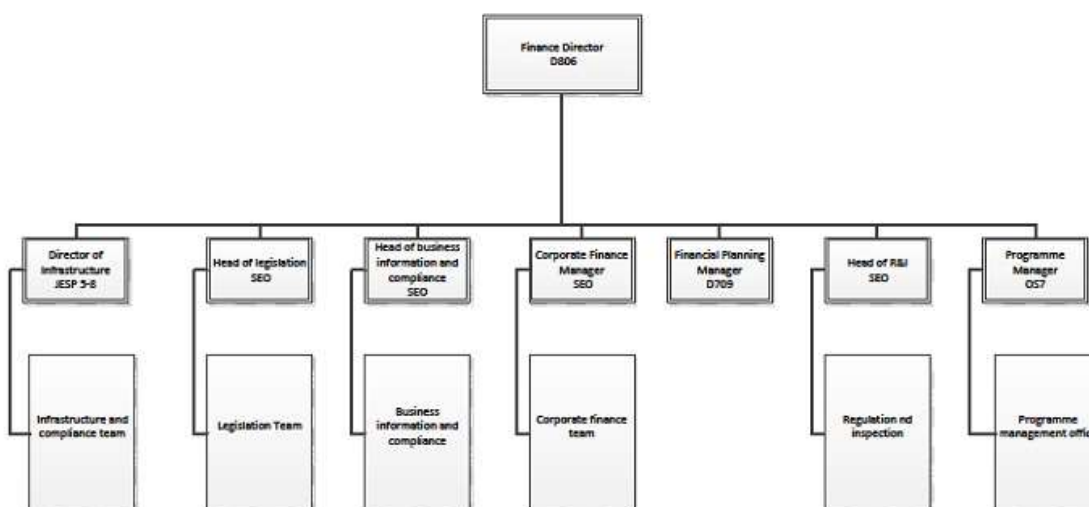 Finance Director
D806
Director of
Infrastructure
JESP 5-8
Head of legislation
SEO
Head of business
information and
compliance
SEO
Corporate Finance
Manager
SEO
Financial Planning
Manager
D709
Head of R&I
SEO
Programme
Manager
OS7
Infrastructure and
compliance team
Legislation Team
Business
information and
compliance
Corporate finance
team
Regulation nd
inspection
Programme
management offic